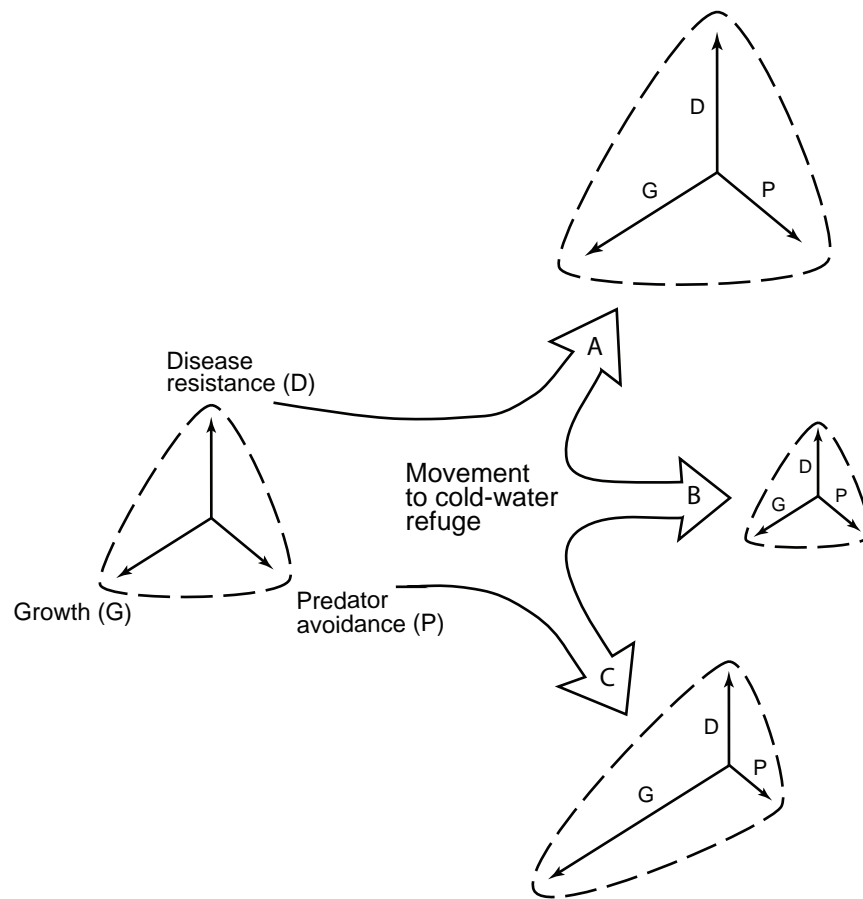 D
G
P
A
Disease
resistance (D)
Movement
to cold-water
refuge
B
D
G
P
Growth (G)
Predator
avoidance (P)
C
D
G
P